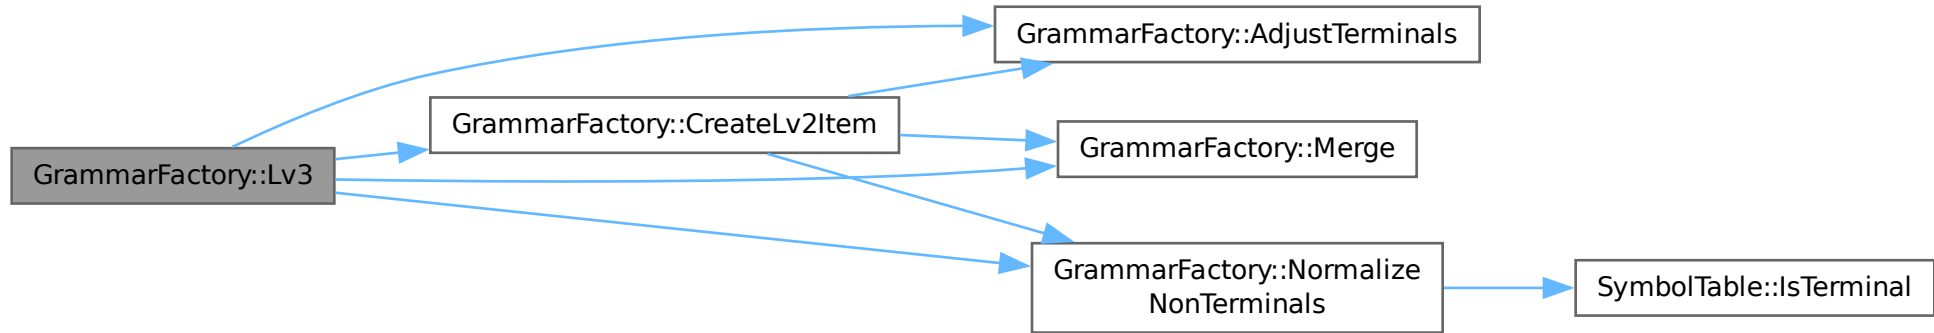 GrammarFactory::Lv3
GrammarFactory::CreateLv2Item
GrammarFactory::AdjustTerminals
GrammarFactory::Merge
GrammarFactory::Normalize
NonTerminals
SymbolTable::IsTerminal